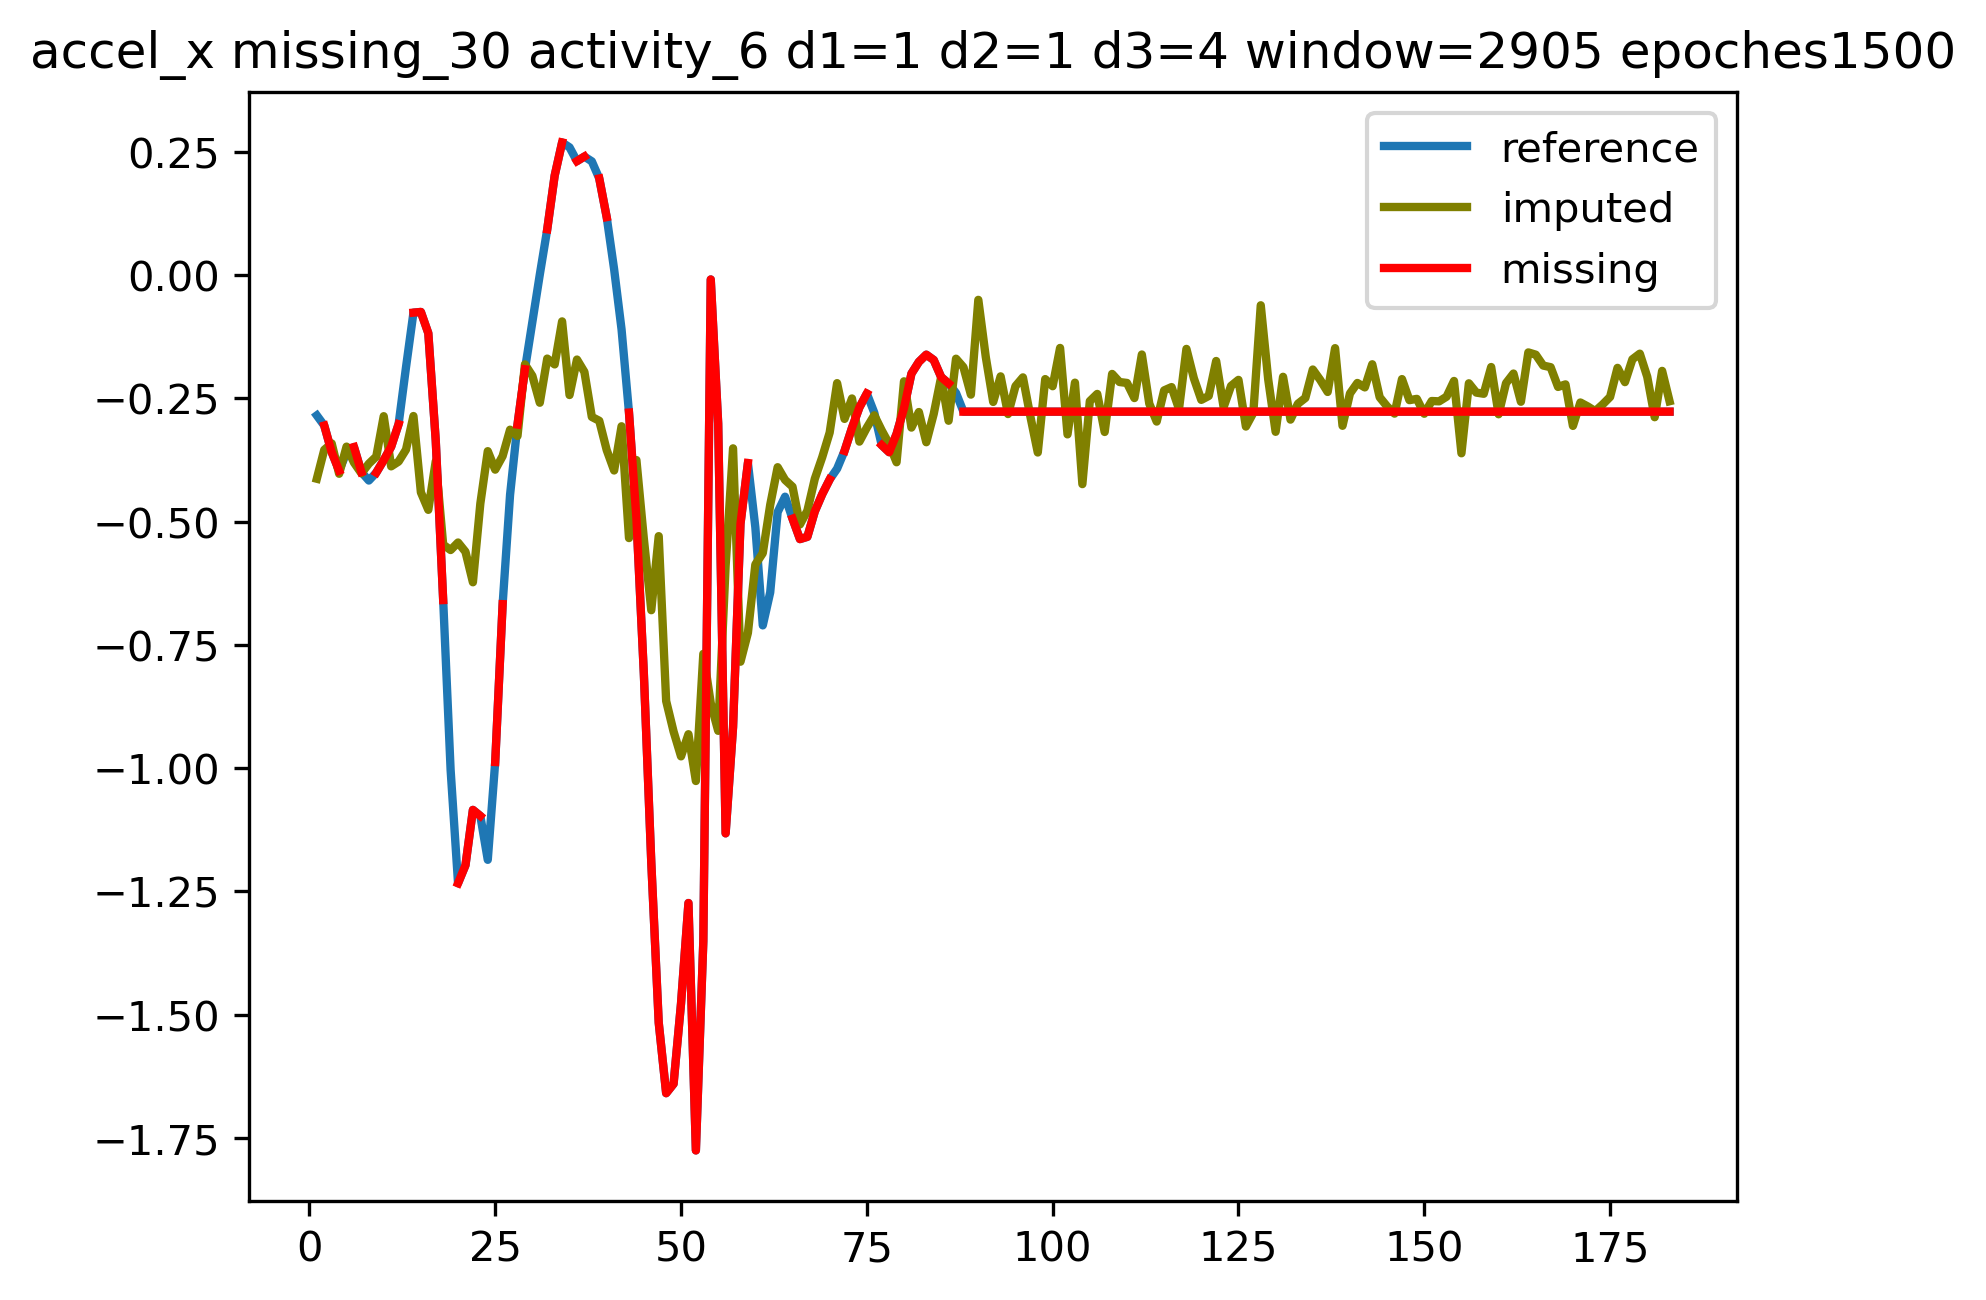 accel_x missing_30 activity_6 d1=1 d2=1 d3=4 window=2905 epoches1500
reference
imputed
missing
0.25
0.00
−0.25
−0.50
−0.75
−1.00
−1.25
−1.50
−1.75
0 25 50 75 100 125 150 175